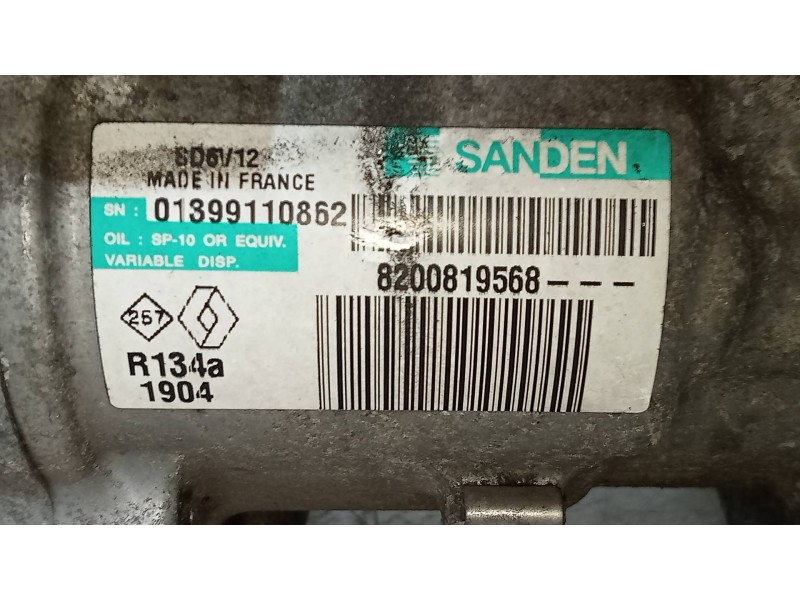 SD6V12
MADE IN FRANCE
SANDEN
SN : 01399110862
OIL : SP-10 OR EQUIV.
VARIABLE DISP.
8200819568---
257
R134a
1904